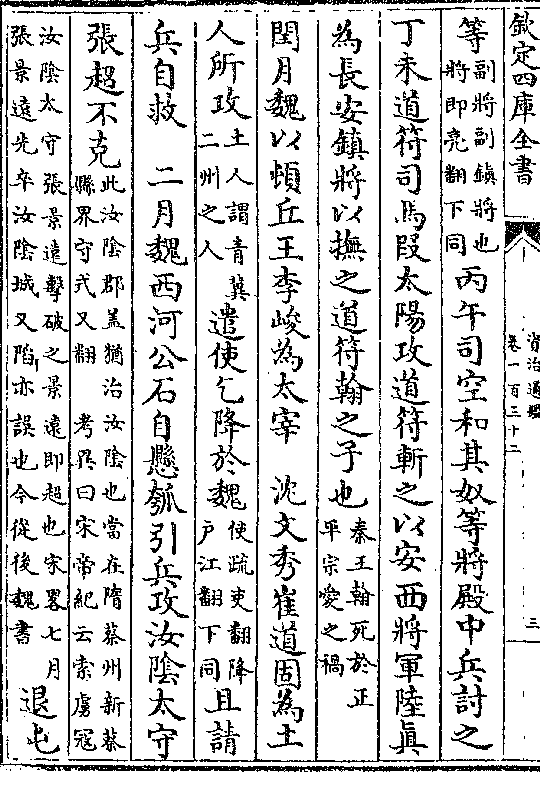 欽定四庫全書
資治通鑑
卷一百三十二
三
等副將副鎮將也將即亮翻下同丙午司空和其奴等將殿中兵討之
丁未道符司馬段太陽攻道符斬之以安西將軍陸真
為長安鎮將以撫之道符翰之子也秦王翰死於正平宗愛之禍
閏月魏以頓丘王李峻為太宰　沈文秀崔道固為土
人所攻土人謂青冀二州之人遣使乞降於魏使疏吏翻降戶江翻下同且請
兵自救　二月魏西河公石自懸瓠引兵攻汝隂太守
張超不克此汝隂郡盖猶治汝隂也當在隋蔡州新蔡縣界守式又翻　考異曰宋帝紀云索虜冦
汝隂太守張景遠擊破之景遠即超也宋畧七月張景遠先卒汝隂城又陷亦誤也今從後魏書退屯